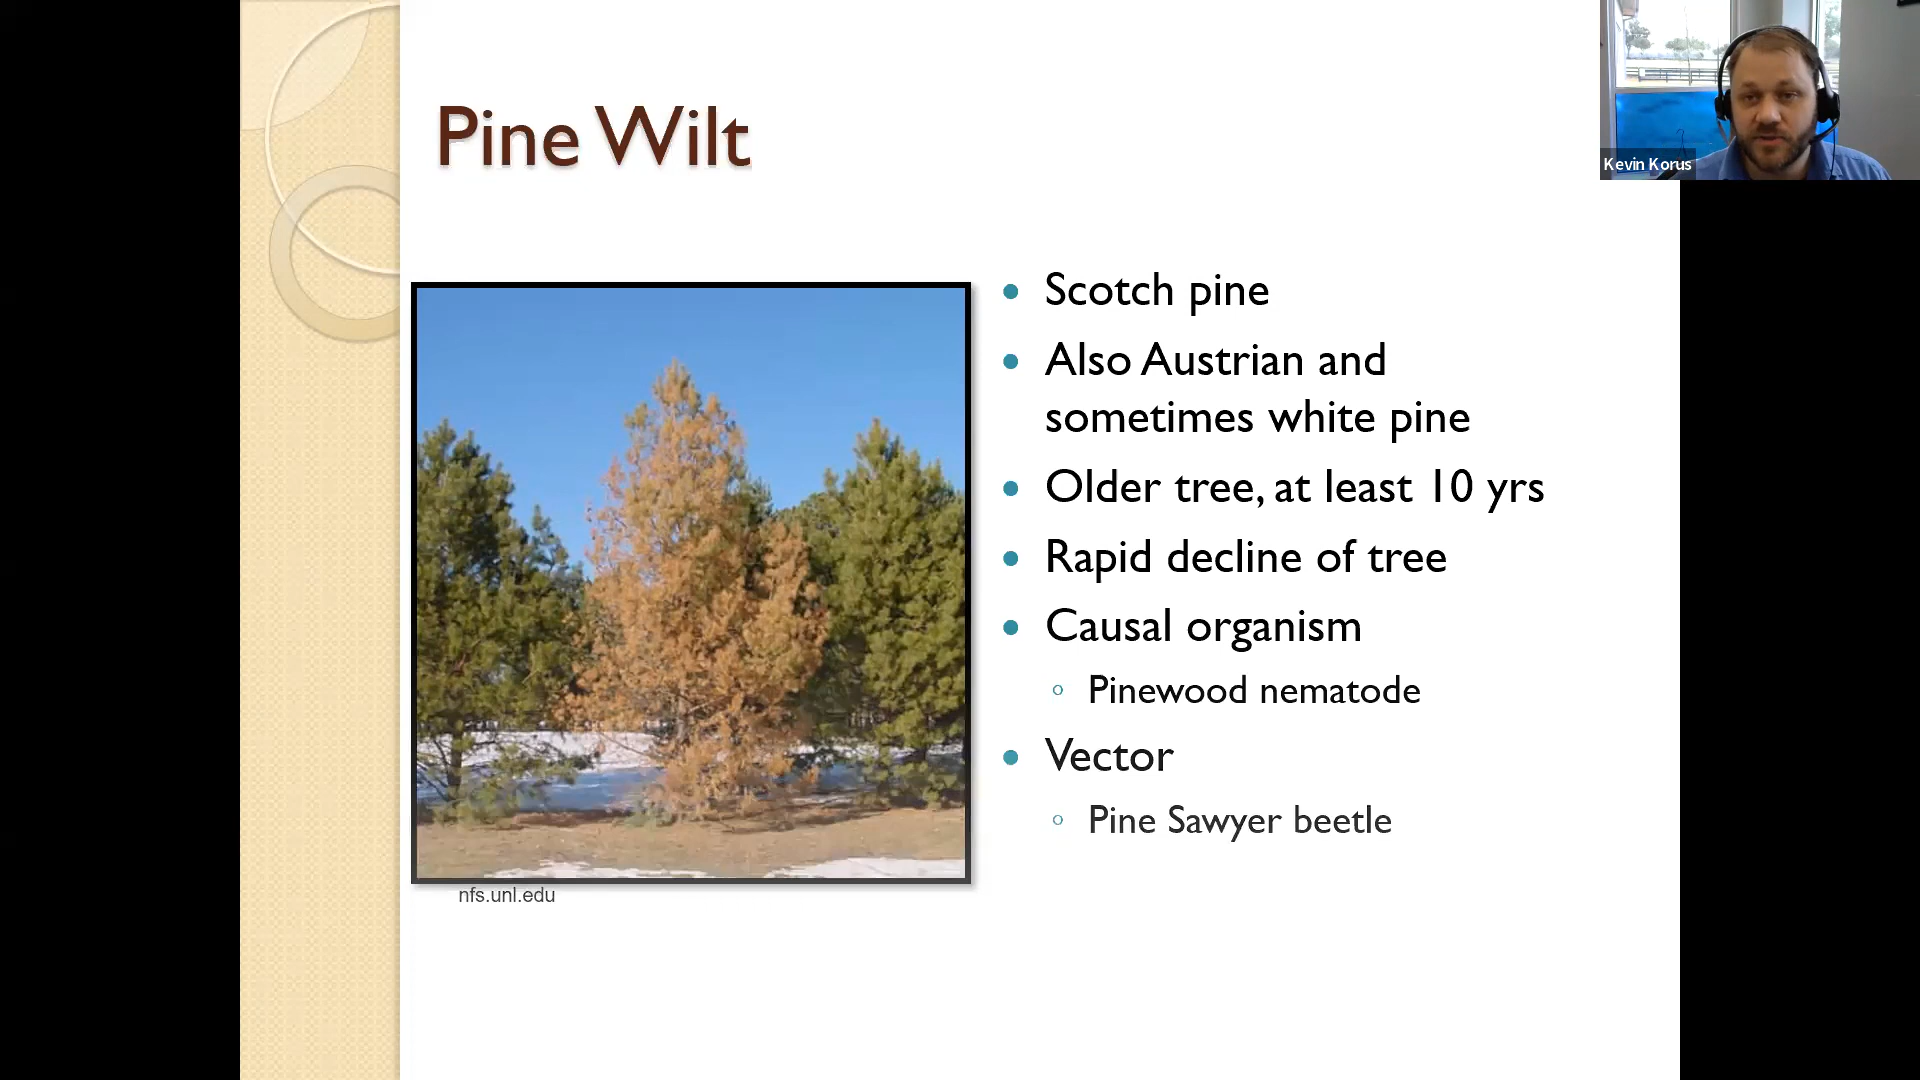 Pine Wilt
Kevin Korus
Scotch pine
Also Austrian and
sometimes white pine
Older tree, at least 10 yrs
Rapid decline of tree
Causal organism
Pinewood nematode
Vector
Pine Sawyer beetle
nfs.unl.edu